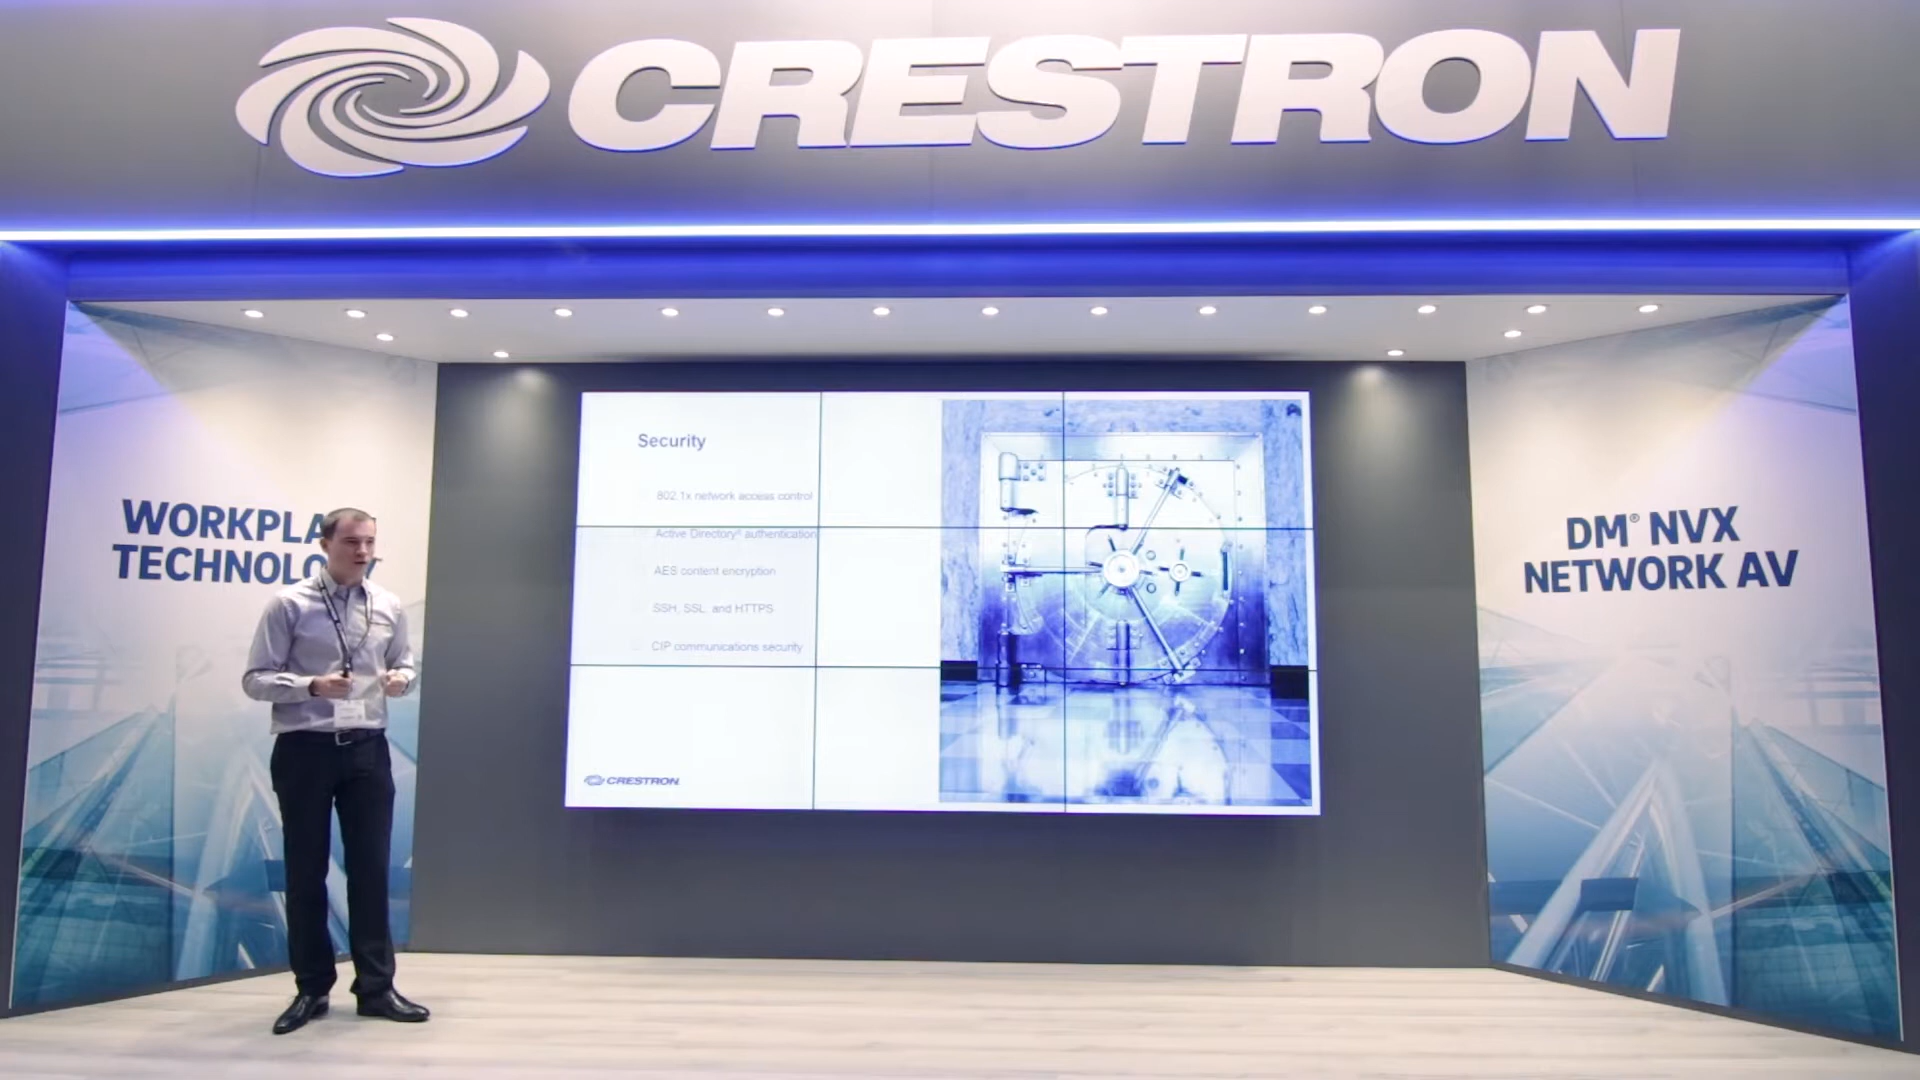 CRESTRON
WORKPLA
TECHNOLOGY
Security
802.1x network access control
Active Directory® authentication
AES content encryption
SSH, SSL, and HTTPS
CIP communications security
CRESTRON
DM® NVX
NETWORK AV